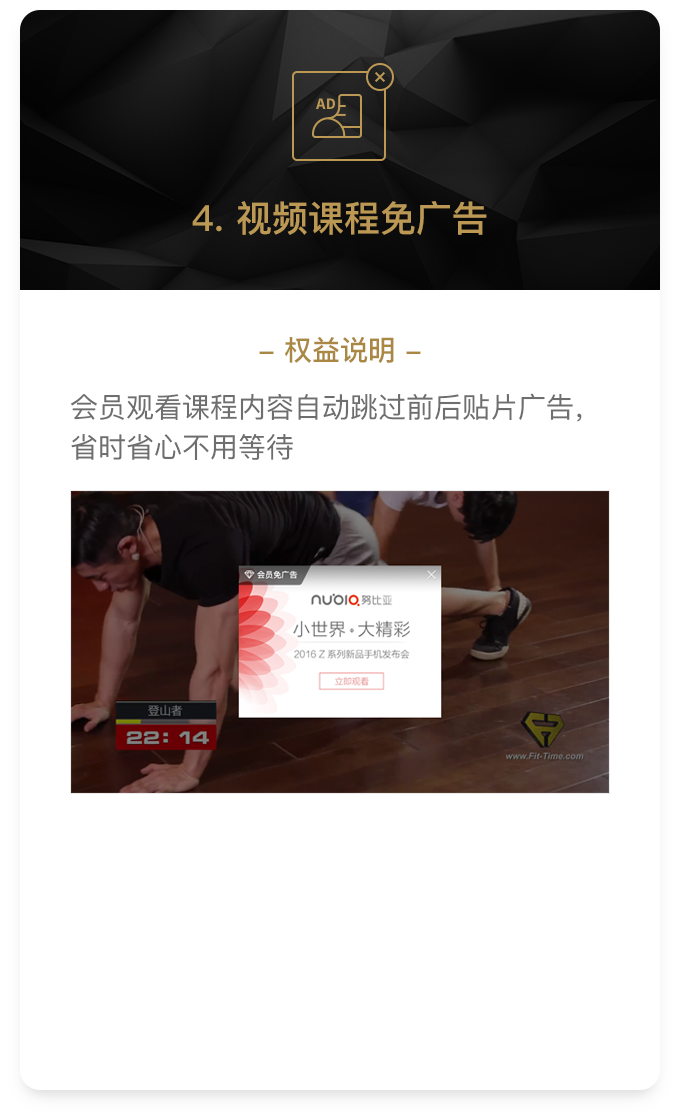 AD
4. 视频课程免广告
– 权益说明 –
会员观看课程内容自动跳过前后贴片广告,
省时省心不用等待
会员免广告
nubia 努比亚
小世界·大精彩
2016 Z 系列新品手机发布会
立即观看
登山者
22:14
www.Fit-Time.com